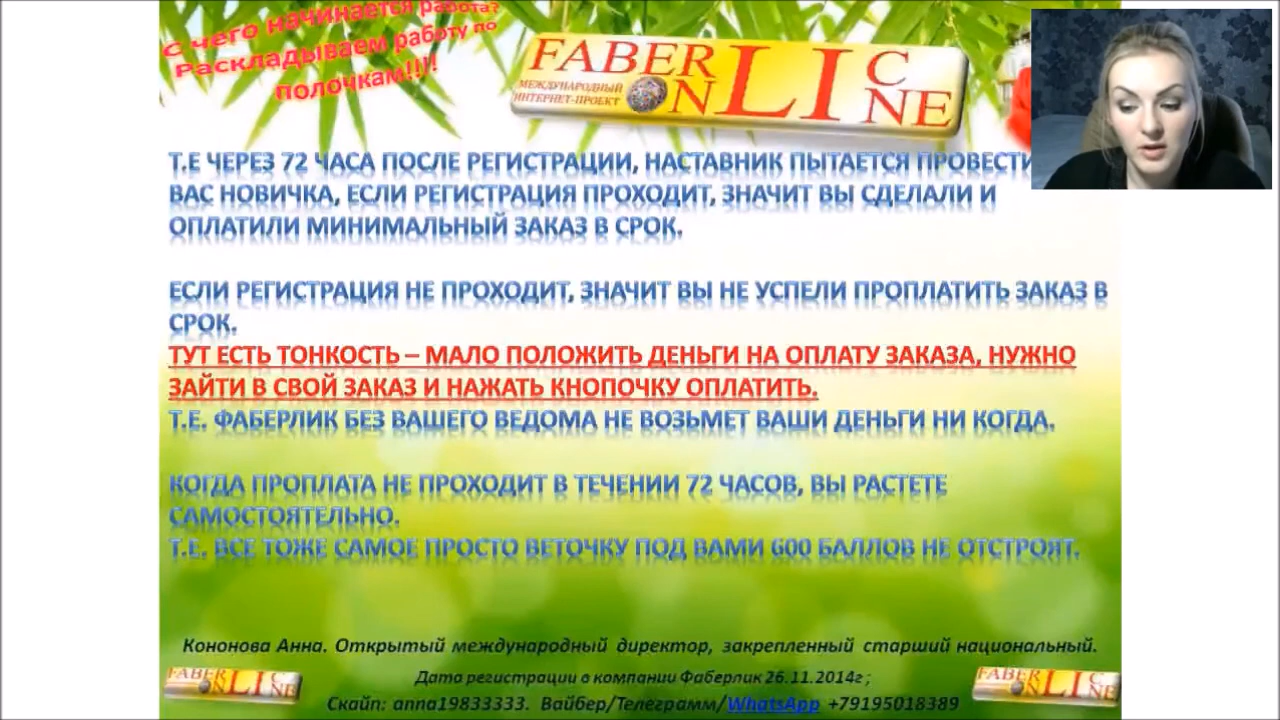 С чего начинается работа?
Раскладываем работу по
полочкам!!!!
FABERLIC
ONLINE
МЕЖДУНАРОДНЫЙ
ИНТЕРНЕТ-ПРОЕКТ
Т.Е ЧЕРЕЗ 72 ЧАСА ПОСЛЕ РЕГИСТРАЦИИ, НАСТАВНИК ПЫТАЕТСЯ ПРОВЕСТИ
ВАС НОВИЧКА, ЕСЛИ РЕГИСТРАЦИЯ ПРОХОДИТ, ЗНАЧИТ ВЫ СДЕЛАЛИ И
ОПЛАТИЛИ МИНИМАЛЬНЫЙ ЗАКАЗ В СРОК.
ЕСЛИ РЕГИСТРАЦИЯ НЕ ПРОХОДИТ, ЗНАЧИТ ВЫ НЕ УСПЕЛИ ПРОПЛАТИТЬ ЗАКАЗ В
СРОК.
ТУТ ЕСТЬ ТОНКОСТЬ – МАЛО ПОЛОЖИТЬ ДЕНЬГИ НА ОПЛАТУ ЗАКАЗА, НУЖНО
ЗАЙТИ В СВОЙ ЗАКАЗ И НАЖАТЬ КНОПОЧКУ ОПЛАТИТЬ.
Т.Е. ФАБЕРЛИК БЕЗ ВАШЕГО ВЕДОМА НЕ ВОЗЬМЕТ ВАШИ ДЕНЬГИ НИ КОГДА.
КОГДА ПРОПЛАТА НЕ ПРОХОДИТ В ТЕЧЕНИИ 72 ЧАСОВ, ВЫ РАСТЕТЕ
САМОСТОЯТЕЛЬНО.
Т.Е. ВСЕ ТОЖЕ САМОЕ ПРОСТО ВЕТОЧКУ ПОД ВАМИ 600 БАЛЛОВ НЕ ОТСТРОЯТ.
Кононова Анна. Открытый международный директор, закрепленный старший национальный.
Дата регистрации в компании Фаберлик 26.11.2014г ;
Скайп: anna19833333. Вайбер/Телеграмм/WhatsApp +79195018389
FABERLIC
ONLINE
FABERLIC
ONLINE